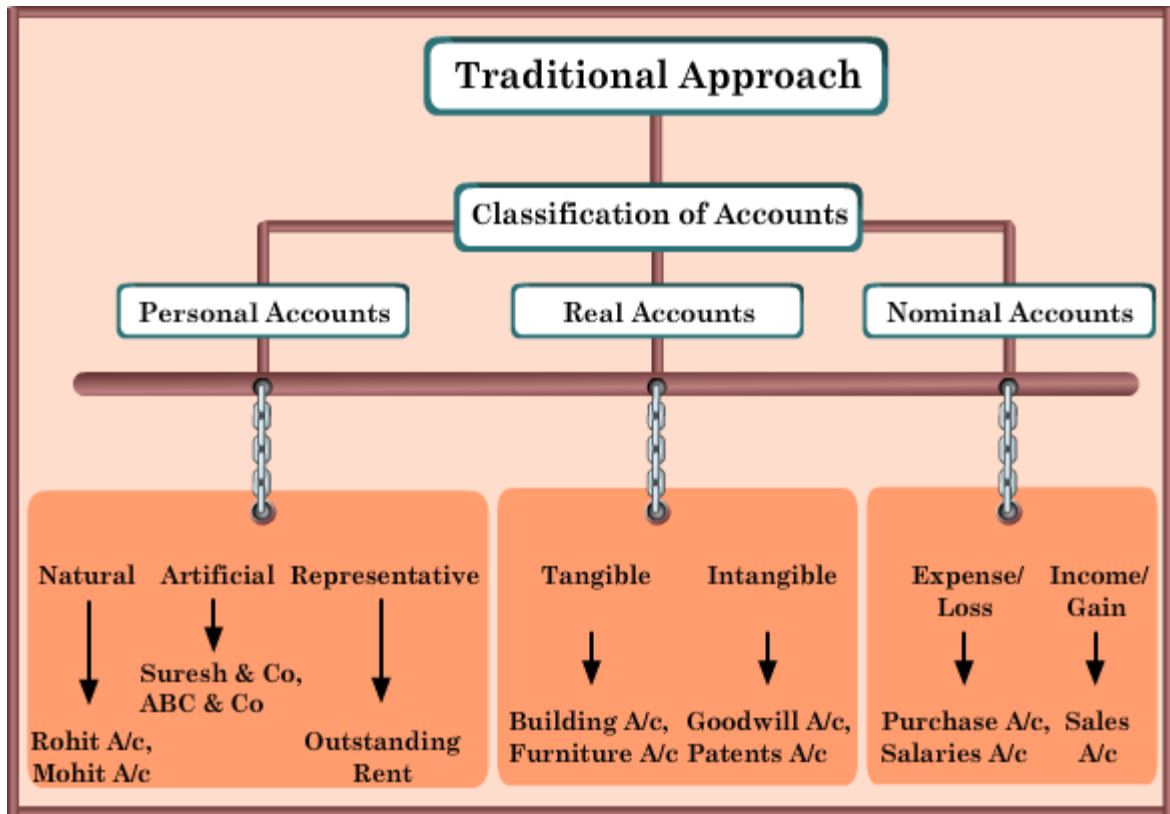 Traditional Approach
Classification of Accounts
Personal Accounts
Real Accounts
Nominal Accounts
Natural
Artificial
Representative
Suresh & Co,
ABC & Co
Rohit A/c,
Mohit A/c
Outstanding
Rent
Tangible
Intangible
Building A/c,
Furniture A/c
Goodwill A/c,
Patents A/c
Expense/
Loss
Income/
Gain
Purchase A/c,
Salaries A/c
Sales
A/c